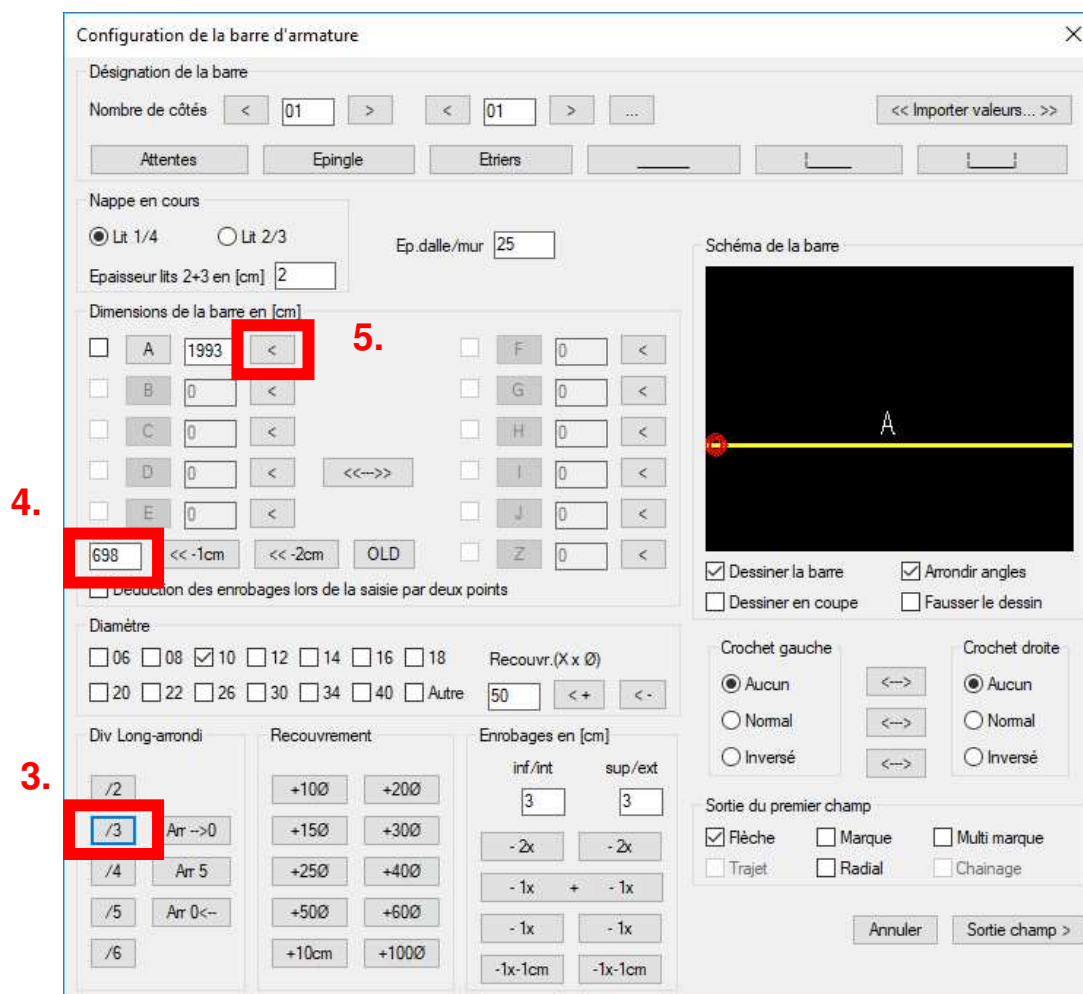 Configuration de la barre d'armature
Désignation de la barre
Nombre de côtés < 01 > < 01 > ... << Importer valeurs... >>
Attentes Epingle Etriers
Nappe en cours
Lit 1/4 Lit 2/3
Epaisseur lits 2+3 en [cm] 2
Ep.dalle/mur 25
Dimensions de la barre en [cm]
A 1993 < 5. F 0 <
B 0 < G 0 <
C 0 < H 0 <
D 0 < <<--->> I 0 <
E 0 < J 0 <
4.
698 << -1cm << -2cm OLD Z 0 <
Déduction des enrobages lors de la saisie par deux points
Schéma de la barre
A
Dessiner la barre Arrondir angles
Dessiner en coupe Fausser le dessin
Diamètre
06 08 10 12 14 16 18 Recouvr.(X x Ø)
20 22 26 30 34 40 Autre 50 < + < -
Crochet gauche Crochet droite
Aucun <---> Aucun
Normal <---> Normal
Inversé <---> Inversé
3.
Div Long-arrondi
/2
/3 Arr -->0
/4 Arr 5
/5 Arr 0<--
/6
Recouvrement
+10Ø +20Ø
+15Ø +30Ø
+25Ø +40Ø
+50Ø +60Ø
+10cm +100Ø
Enrobages en [cm]
inf/int sup/ext
3 3
- 2x - 2x
- 1x + - 1x
- 1x - 1x
-1x-1cm -1x-1cm
Sortie du premier champ
Flèche Marque Multi marque
Trajet Radial Chainage
Annuler Sortie champ >